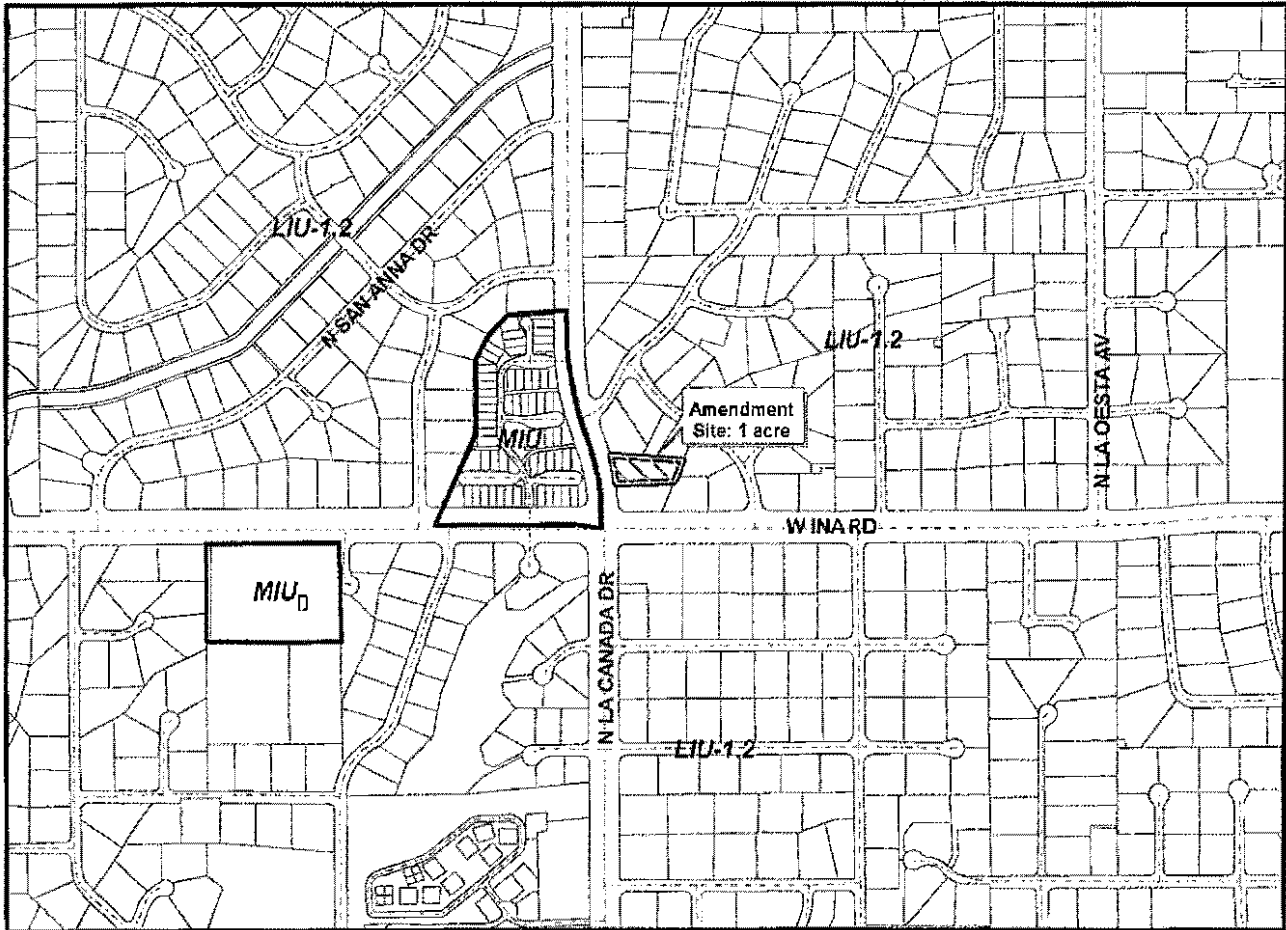 LIU-1.2
N SAN ANNA DR
LIU-1.2
N LA OESTA AV
Amendment
Site: 1 acre
MIU
W INA RD
MIU
N LA CANADA DR
LIU-1.2